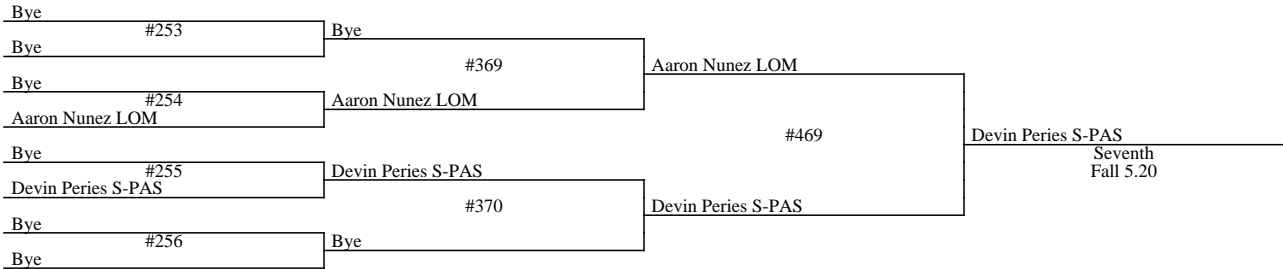 Bye
#253
Bye
Bye
#254
Aaron Nunez LOM
Bye
#255
Devin Peries S-PAS
Bye
#256
Bye
Bye
#369
Aaron Nunez LOM
Devin Peries S-PAS
#370
Bye
Aaron Nunez LOM
#469
Devin Peries S-PAS
Devin Peries S-PAS
Seventh
Fall 5.20